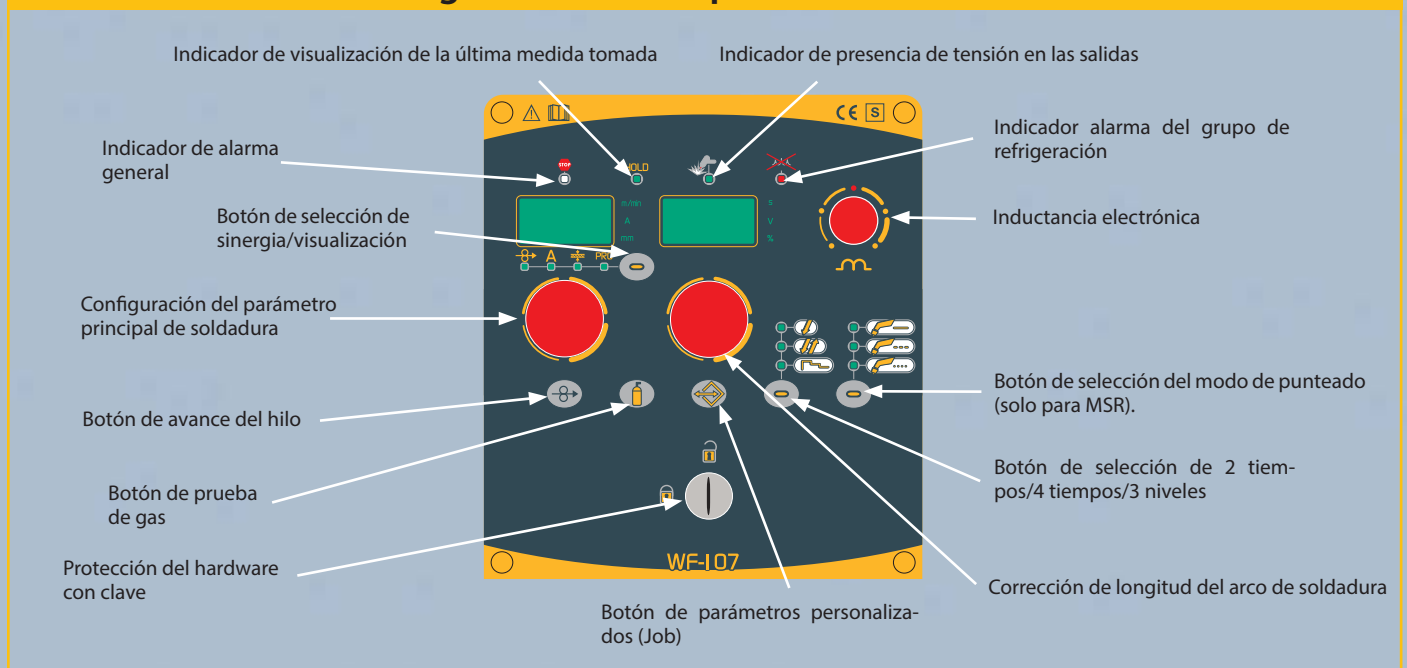 Indicador de visualización de la última medida tomada
Indicador de presencia de tensión en las salidas
Indicador de alarma
general
Indicador alarma del grupo de
refrigeración
Botón de selección de
sinergia/visualización
Inductancia electrónica
Configuración del parámetro
principal de soldadura
Botón de avance del hilo
Botón de selección del modo de punteado
(solo para MSR).
Botón de prueba
de gas
Botón de selección de 2 tiem-
pos/4 tiempos/3 niveles
Protección del hardware
con clave
Botón de parámetros personaliza-
dos (Job)
Corrección de longitud del arco de soldadura
CE S
STOP
HOLD
m/min
A
mm
s
V
%
A
WF-107